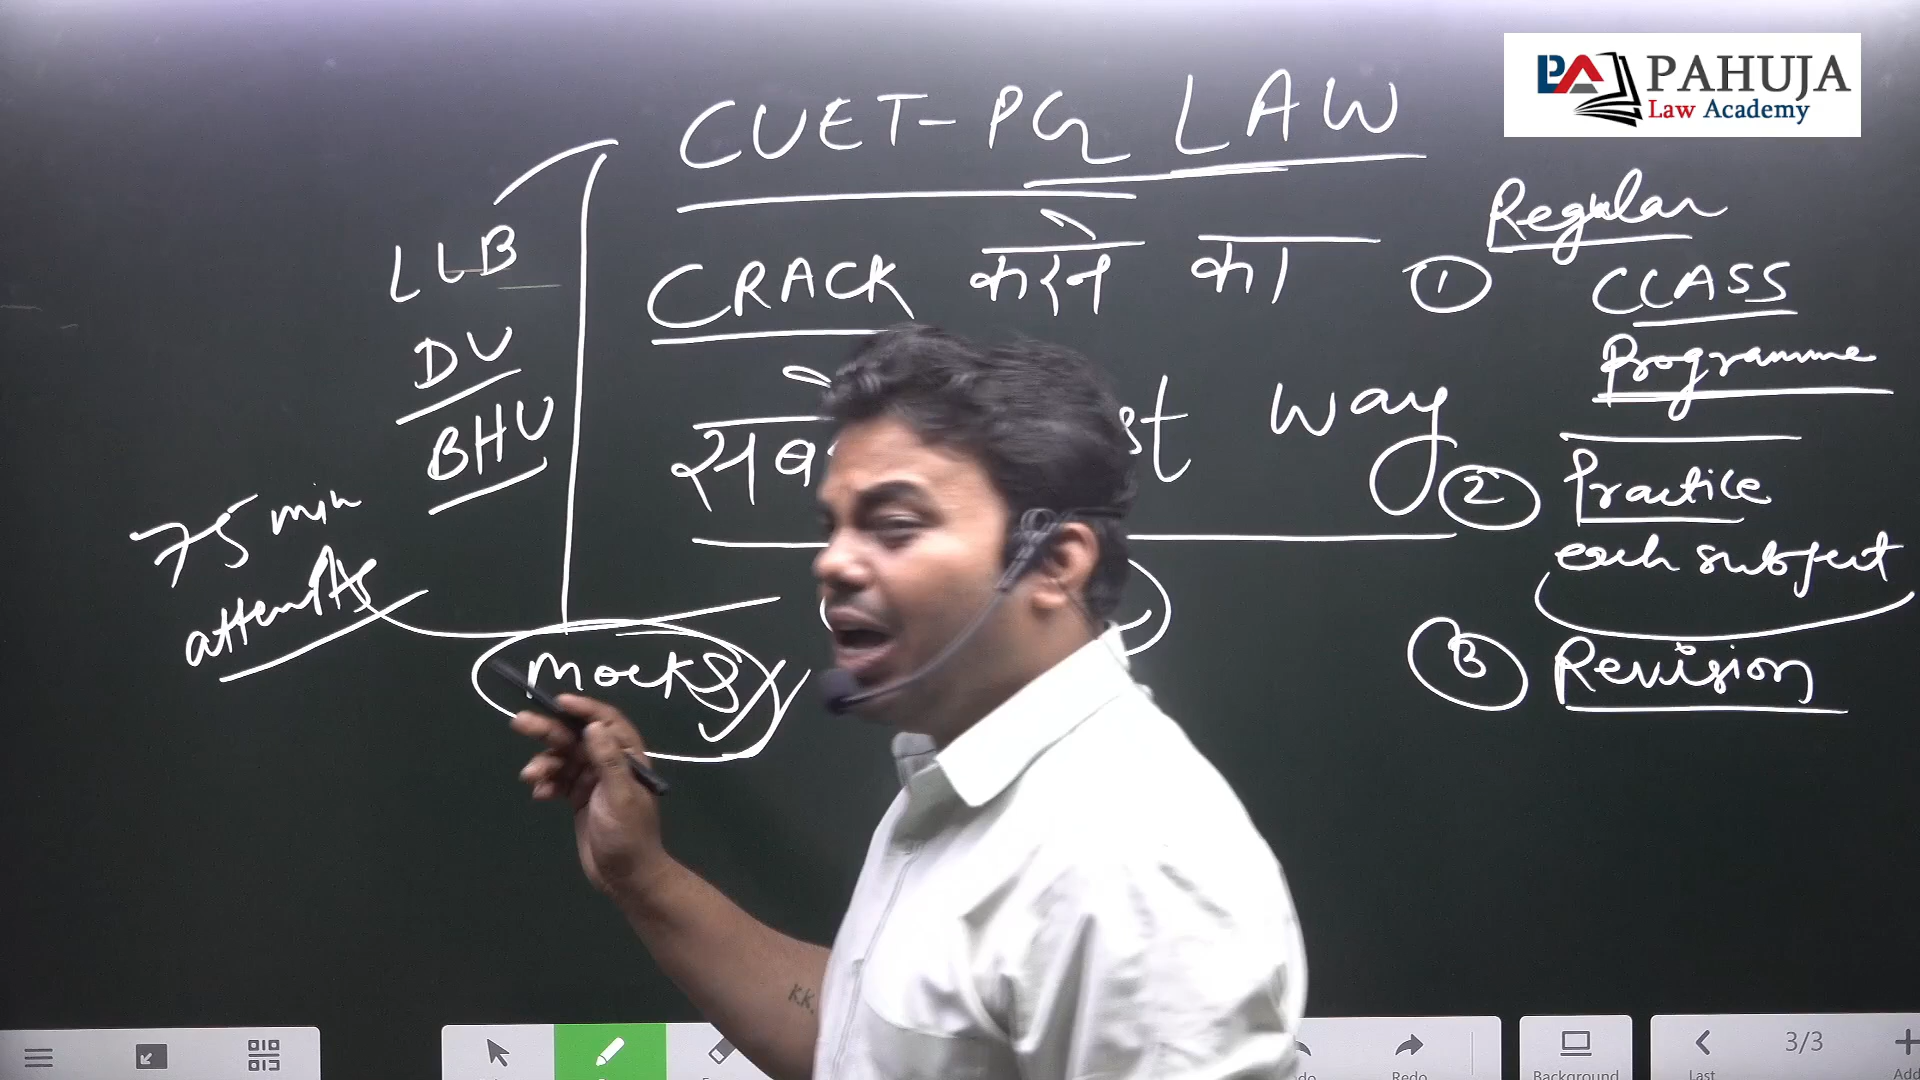 PAHUJA
Law Academy
CUET-PG LAW
CRACK करने का
way
LLB
DU
BHU
75 min
attempts
Mocks
Regular
1 CLASS
Programme
2 Practice
each subject
3 Revision
K.K.
Background
Redo
Last
3/3
Add